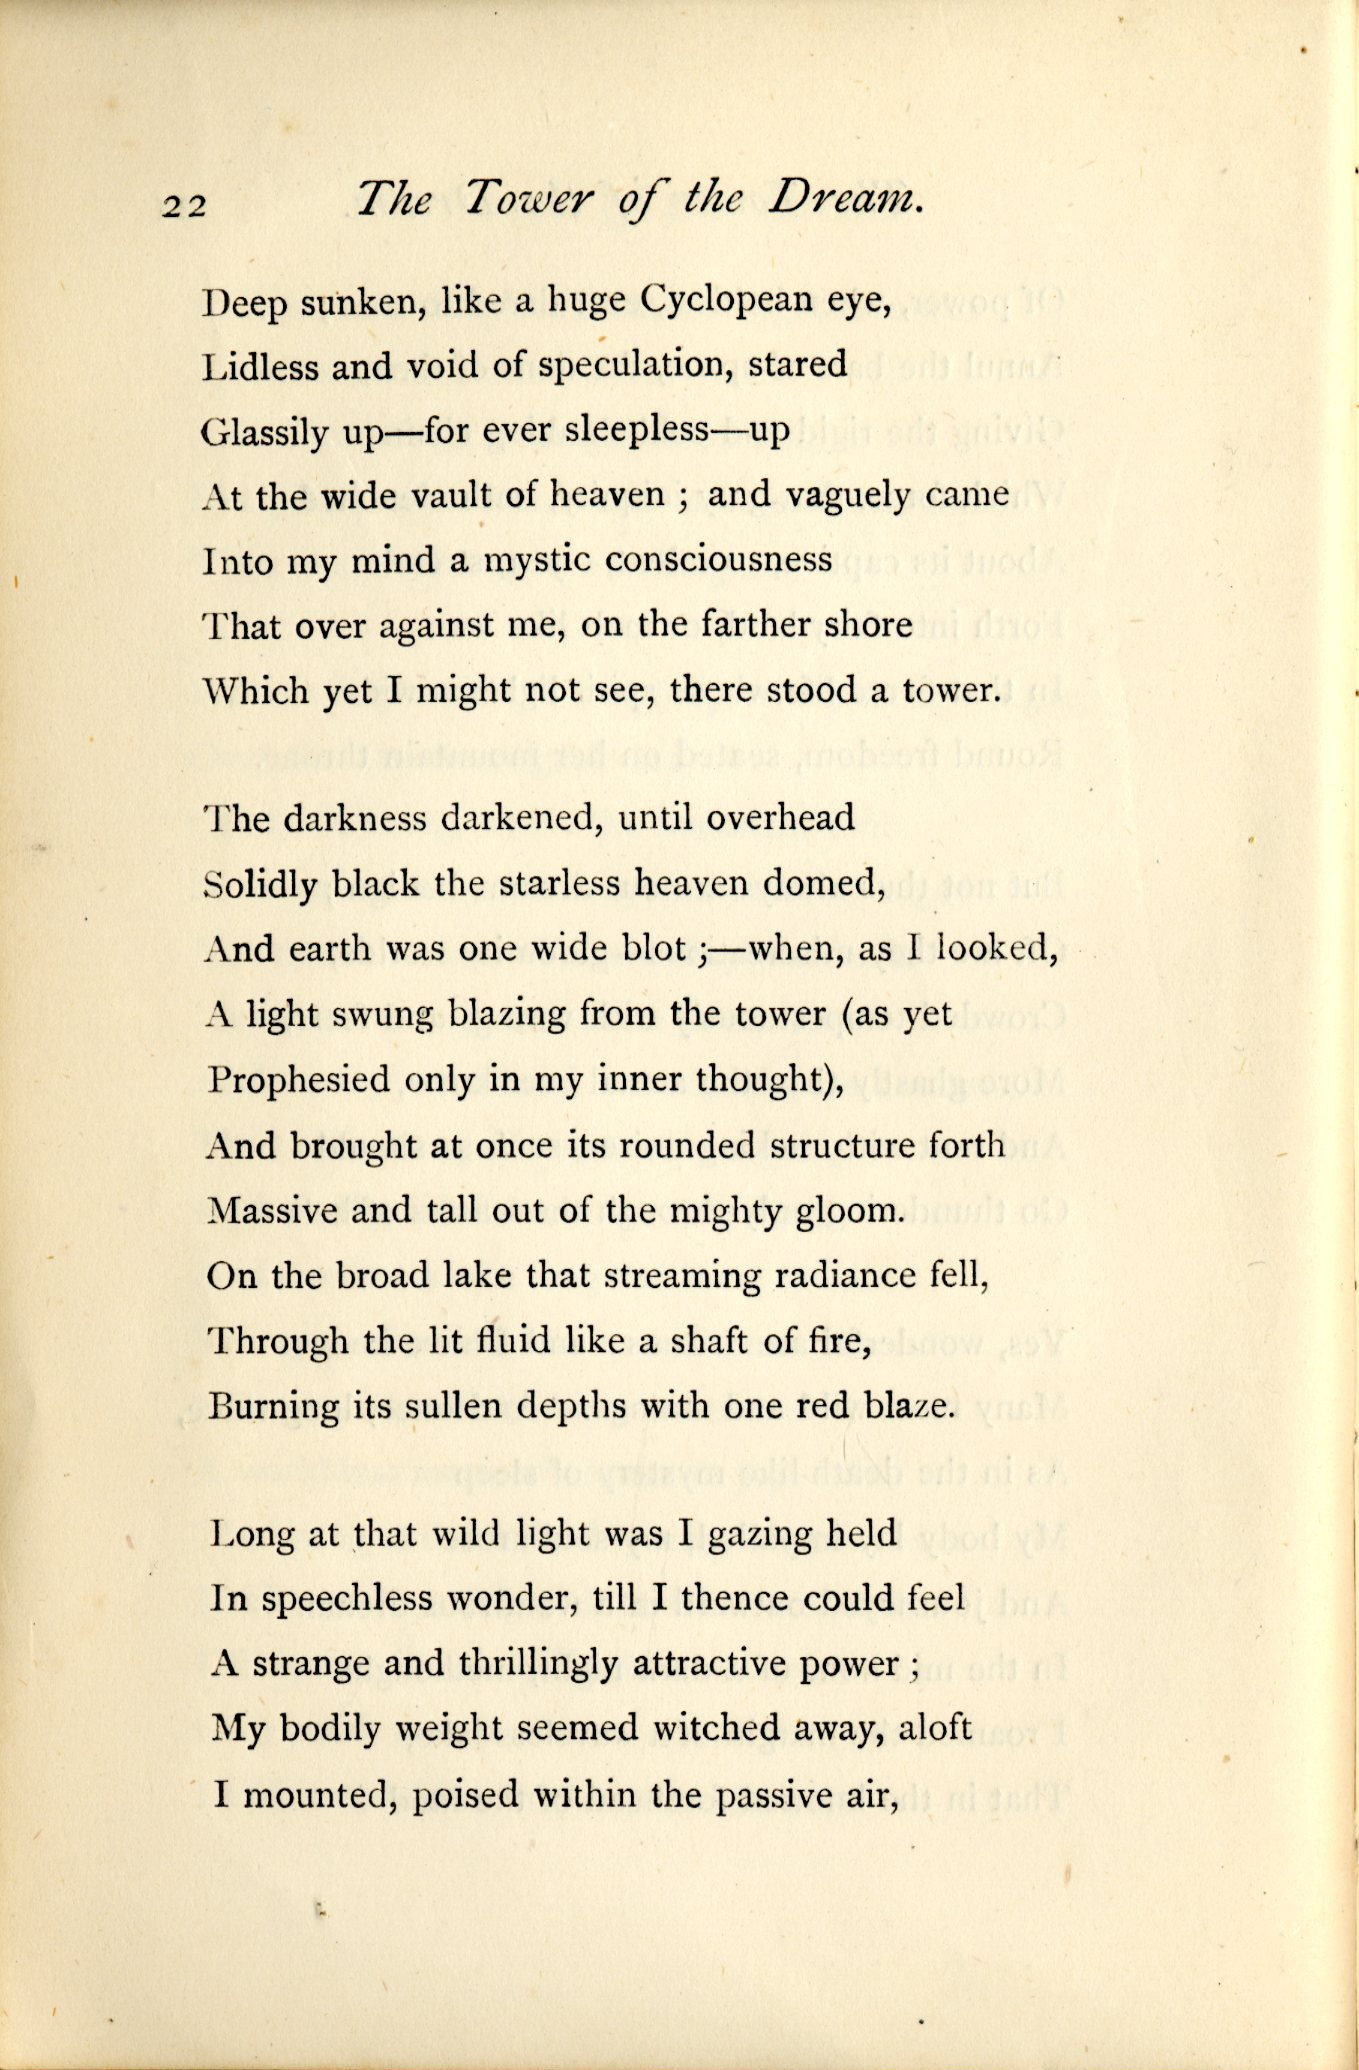 22 The Tower of the Dream.
Deep sunken, like a huge Cyclopean eye,
Lidless and void of speculation, stared
Glassily up—for ever sleepless—up
At the wide vault of heaven ; and vaguely came
Into my mind a mystic consciousness
That over against me, on the farther shore
Which yet I might not see, there stood a tower.
The darkness darkened, until overhead
Solidly black the starless heaven domed,
And earth was one wide blot ;—when, as I looked,
A light swung blazing from the tower (as yet
Prophesied only in my inner thought),
And brought at once its rounded structure forth
Massive and tall out of the mighty gloom.
On the broad lake that streaming radiance fell,
Through the lit fluid like a shaft of fire,
Burning its sullen depths with one red blaze.
Long at that wild light was I gazing held
In speechless wonder, till I thence could feel
A strange and thrillingly attractive power ;
My bodily weight seemed witched away, aloft
I mounted, poised within the passive air,